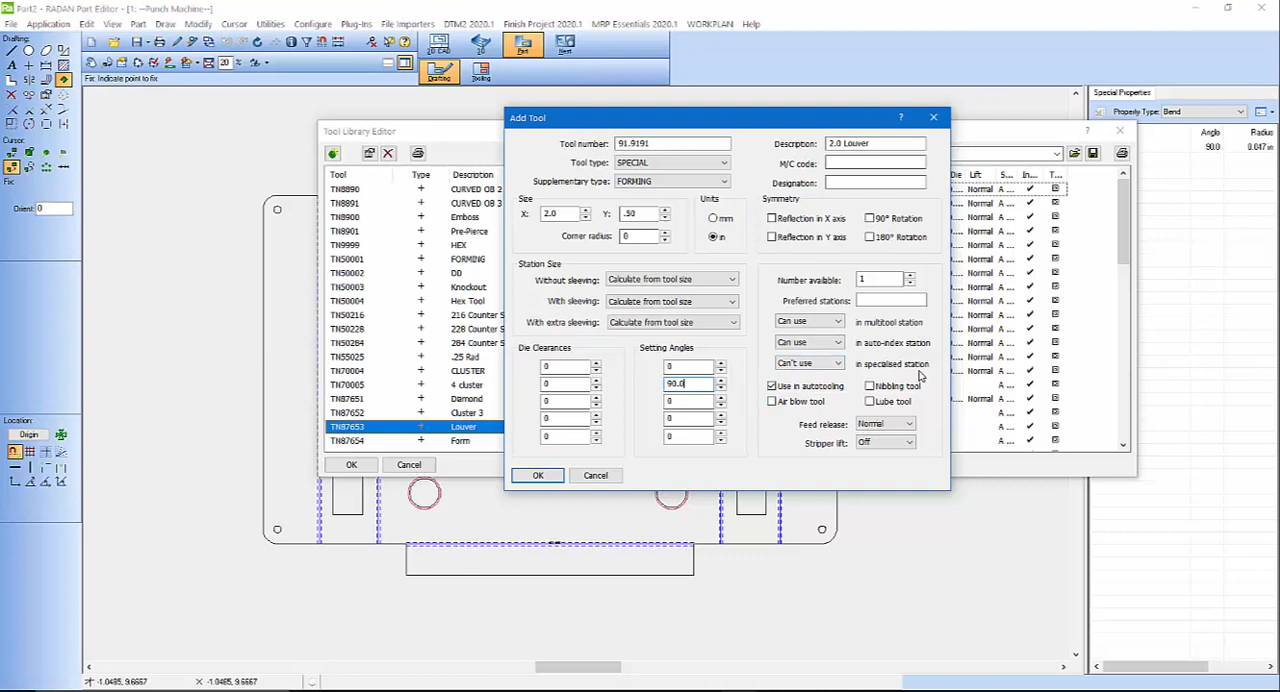 Part2 - RADAN Part Editor - [1: --Punch Machine--]
File Application Edit View Part Draw Modify Cursor Utilities Configure Plug-Ins File Importers DTM2 2020.1 Finish Project 2020.1 MRP Essentials 2020.1 WORKPLAN Help
Drafting:
2D CAD 3D Part Nest
20
Drafting Tooling
Fix: Indicate point to fix
Cursor:
Fix:
Orient: 0
Location:
Origin
Special Properties
Property Type: Bend
Angle Radius
90.0 0.047 in
Tool Library Editor
Tool Type Description
TN8890 CURVED OB 2
TN8891 CURVED OB 3
TN8900 Emboss
TN8901 Pre-Pierce
TN9999 HEX
TN50001 FORMING
TN50002 DD
TN50003 Knockout
TN50004 Hex Tool
TN50216 216 Counter S
TN50228 228 Counter S
TN50284 284 Counter S
TN55025 .25 Rad
TN70004 CLUSTER
TN70005 4 cluster
TN87651 Diamond
TN87652 Cluster 3
TN87653 Louver
TN87654 Form
OK Cancel
Die Lift S... In... T...
Add Tool
Tool number: 91.9191
Tool type: SPECIAL
Supplementary type: FORMING
Description: 2.0 Louver
M/C code:
Designation:
Size
X: 2.0 Y: .50
Corner radius: 0
Units
mm
in
Symmetry
Reflection in X axis 90° Rotation
Reflection in Y axis 180° Rotation
Station Size
Without sleeving: Calculate from tool size
With sleeving: Calculate from tool size
With extra sleeving: Calculate from tool size
Number available: 1
Preferred stations:
Can use in multitool station
Can use in auto-index station
Can't use in specialised station
Die Clearances
0
0
0
0
0
Setting Angles
0
90.0
0
0
0
Use in autotooling Nibbling tool
Air blow tool Lube tool
Feed release: Normal
Stripper lift: Off
OK Cancel
-1.0485, 9.6667 -1.0485, 9.6667